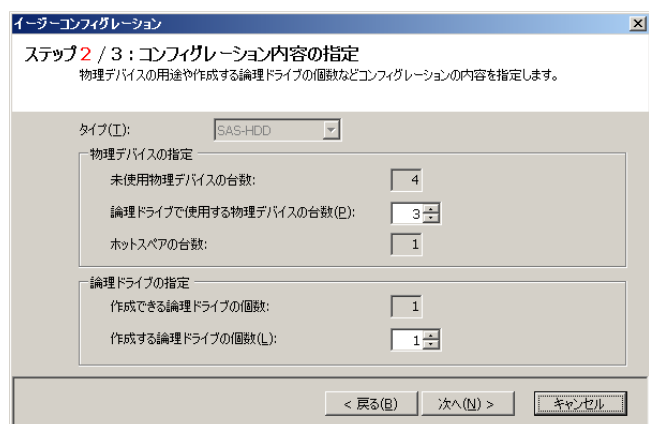 イージーコンフィグレーション
ステップ2 / 3 : コンフィグレーション内容の指定
物理デバイスの用途や作成する論理ドライブの個数などコンフィグレーションの内容を指定します。
タイプ(T): SAS-HDD
物理デバイスの指定
未使用物理デバイスの台数: 4
論理ドライブで使用する物理デバイスの台数(P): 3
ホットスペアの台数: 1
論理ドライブの指定
作成できる論理ドライブの個数: 1
作成する論理ドライブの個数(L): 1
< 戻る(B) 次へ(N) > キャンセル